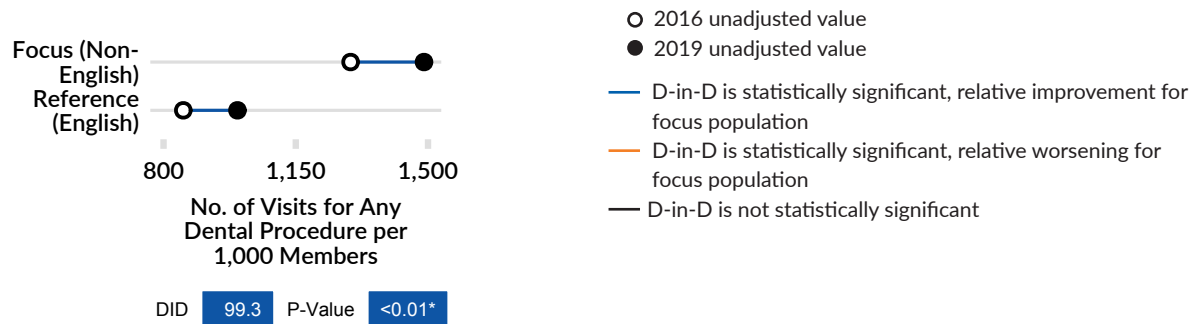 Focus (Non-
English)
Reference
(English)
800 1,150 1,500
No. of Visits for Any
Dental Procedure per
1,000 Members
DID 99.3 P-Value <0.01*
2016 unadjusted value
2019 unadjusted value
D-in-D is statistically significant, relative improvement for
focus population
D-in-D is statistically significant, relative worsening for
focus population
D-in-D is not statistically significant